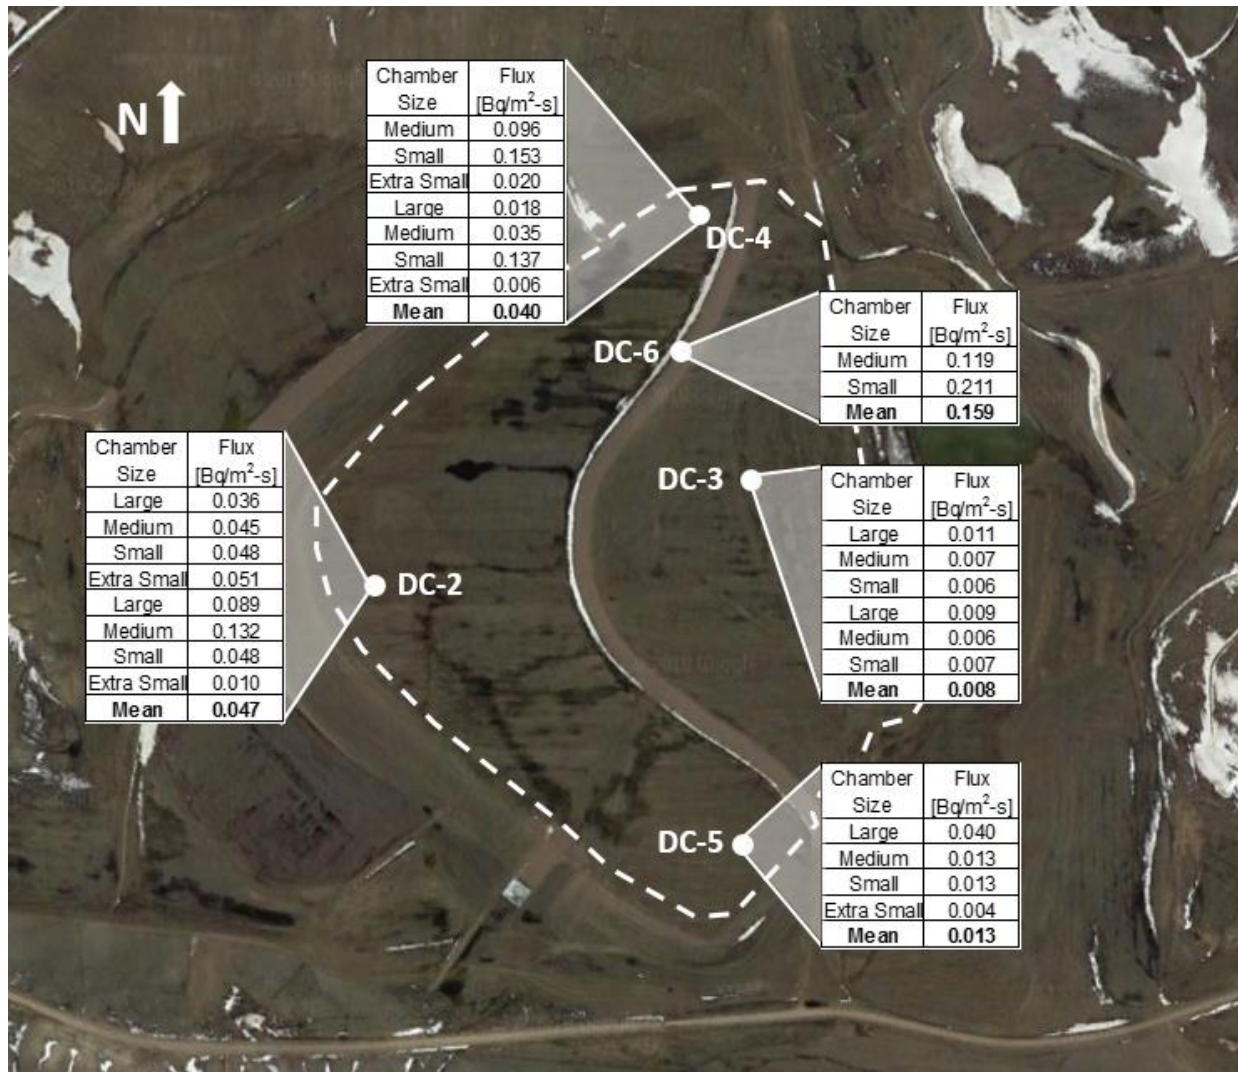 N
Chamber Size Flux [Bq/m²-s]
Medium 0.096
Small 0.153
Extra Small 0.020
Large 0.018
Medium 0.035
Small 0.137
Extra Small 0.006
Mean 0.040
DC-4
DC-6
Chamber Size Flux [Bq/m²-s]
Medium 0.119
Small 0.211
Mean 0.159
Chamber Size Flux [Bq/m²-s]
Large 0.036
Medium 0.045
Small 0.048
Extra Small 0.051
Large 0.089
Medium 0.132
Small 0.048
Extra Small 0.010
Mean 0.047
DC-2
DC-3
Chamber Size Flux [Bq/m²-s]
Large 0.011
Medium 0.007
Small 0.006
Large 0.009
Medium 0.006
Small 0.007
Mean 0.008
DC-5
Chamber Size Flux [Bq/m²-s]
Large 0.040
Medium 0.013
Small 0.013
Extra Small 0.004
Mean 0.013